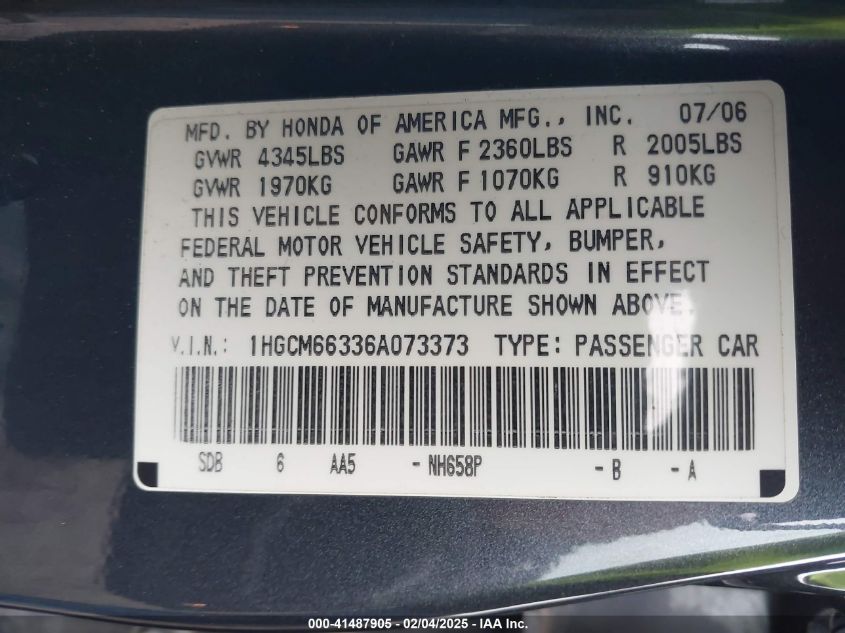 MFD. BY HONDA OF AMERICA MFG., INC. 07/06
GVWR 4345LBS GAWR F 2360LBS R 2005LBS
GVWR 1970KG GAWR F 1070KG R 910KG
THIS VEHICLE CONFORMS TO ALL APPLICABLE
FEDERAL MOTOR VEHICLE SAFETY, BUMPER,
AND THEFT PREVENTION STANDARDS IN EFFECT
ON THE DATE OF MANUFACTURE SHOWN ABOVE.
V.I.N.: 1HGCM66336A073373 TYPE: PASSENGER CAR
SDB 6 AA5 - NH658P - B - A
000-41487905 - 02/04/2025 - IAA Inc.